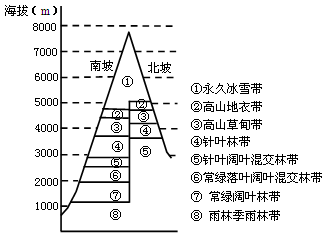 海拔（m）
8000
7000
6000
5000
4000
3000
2000
1000
南坡
北坡
①
②
③
④
⑤
⑥
⑦
⑧
②
③
④
⑤
①永久冰雪带
②高山地衣带
③高山草甸带
④针叶林带
⑤针叶阔叶混交林带
⑥常绿落叶阔叶混交林带
⑦ 常绿阔叶林带
⑧ 雨林季雨林带